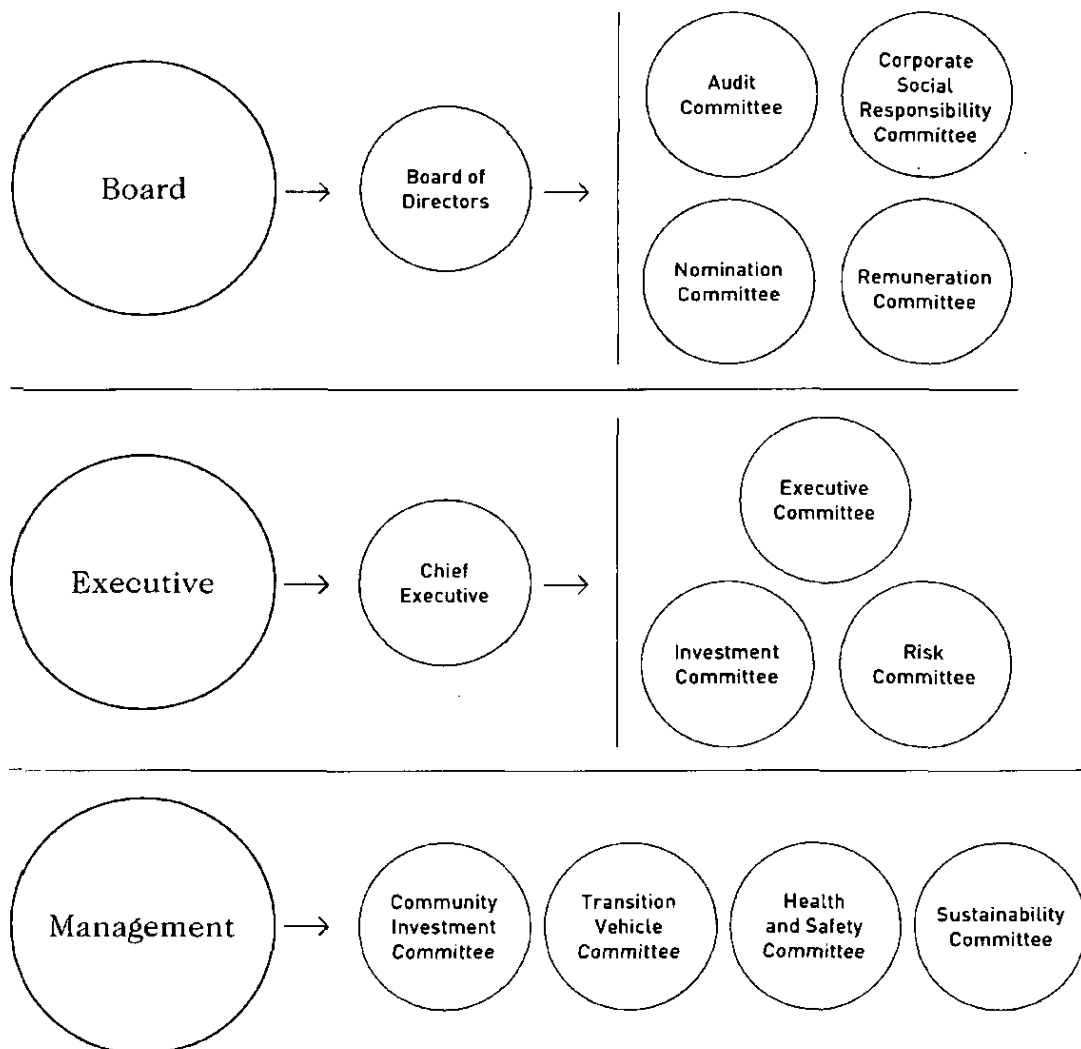 Board
Board of
Directors
Audit
Committee
Corporate
Social
Responsibility
Committee
Nomination
Committee
Remuneration
Committee
Executive
Chief
Executive
Executive
Committee
Investment
Committee
Risk
Committee
Management
Community
Investment
Committee
Transition
Vehicle
Committee
Health
and Safety
Committee
Sustainability
Committee